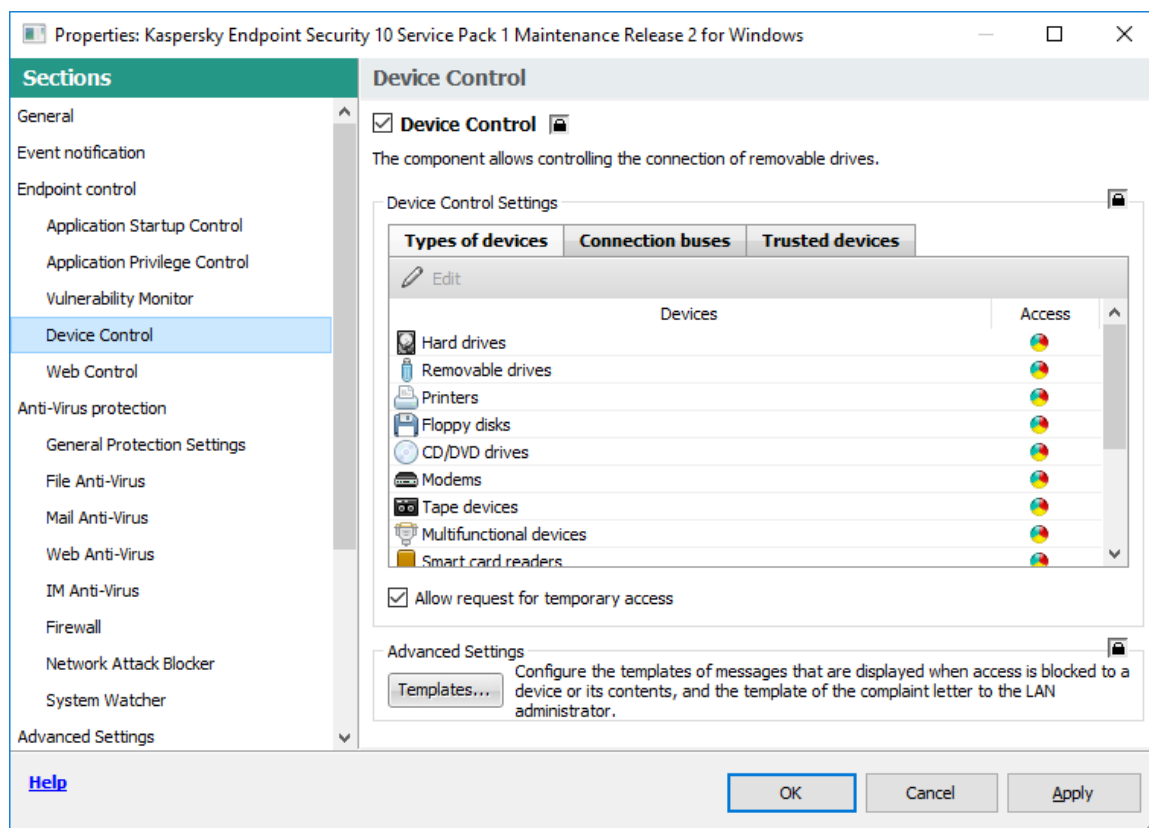 Properties: Kaspersky Endpoint Security 10 Service Pack 1 Maintenance Release 2 for Windows
Sections
General
Event notification
Endpoint control
Application Startup Control
Application Privilege Control
Vulnerability Monitor
Device Control
Web Control
Anti-Virus protection
General Protection Settings
File Anti-Virus
Mail Anti-Virus
Web Anti-Virus
IM Anti-Virus
Firewall
Network Attack Blocker
System Watcher
Advanced Settings
Device Control
Device Control
The component allows controlling the connection of removable drives.
Device Control Settings
Types of devices Connection buses Trusted devices
Edit
Devices Access
Hard drives
Removable drives
Printers
Floppy disks
CD/DVD drives
Modems
Tape devices
Multifunctional devices
Smart card readers
Allow request for temporary access
Advanced Settings
Templates...
Configure the templates of messages that are displayed when access is blocked to a
device or its contents, and the template of the complaint letter to the LAN
administrator.
Help
OK Cancel Apply